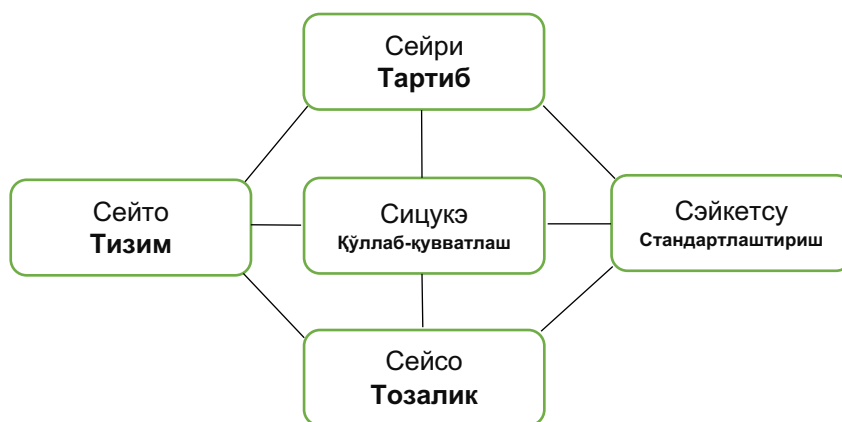 Сейри
Тартиб
Сейто
Тизим
Сицукэ
Қўллаб-қувватлаш
Сэйкетсу
Стандартлаштириш
Сейсо
Тозалик